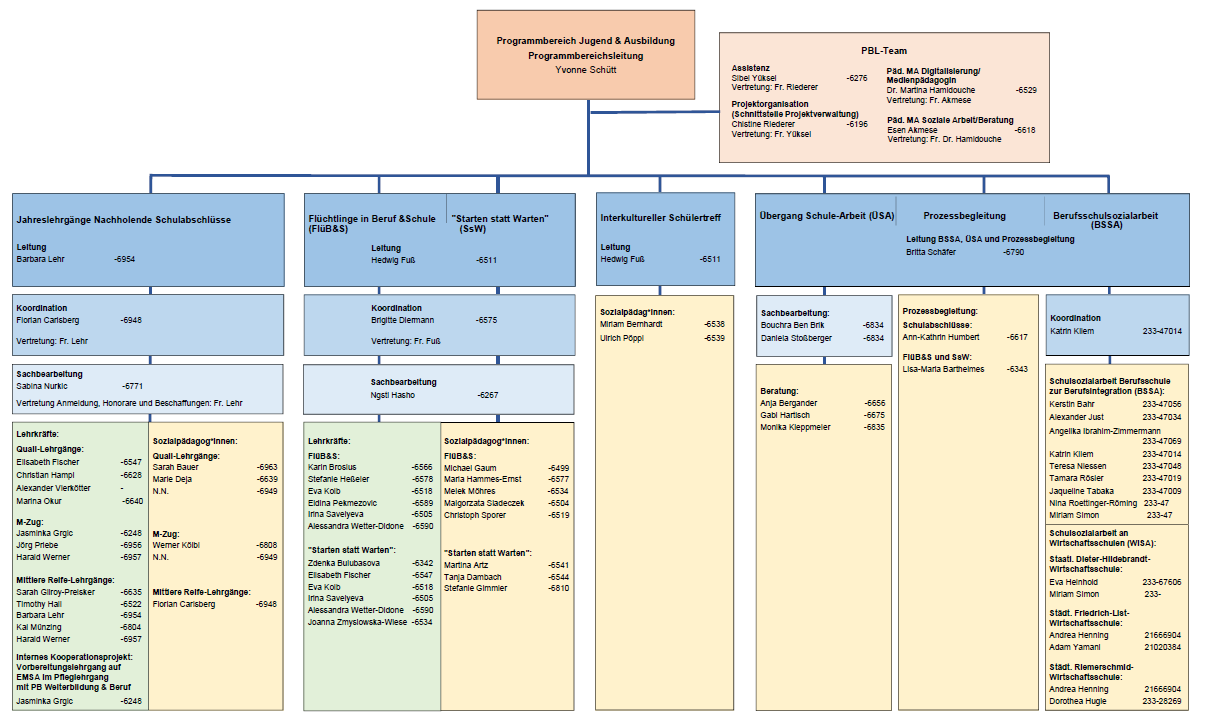 Programmbereich Jugend & Ausbildung
Programmbereichsleitung
Yvonne Schütt
PBL-Team
Assistenz
Sibel Yüksel -6276
Vertretung: Fr. Riederer
Projektorganisation
(Schnittstelle Projektverwaltung)
Chistine Riederer -6196
Vertretung: Fr. Yüksel
Päd. MA Digitalisierung/
Medienpädagogin
Dr. Martina Hamidouche -6529
Vertretung: Fr. Akmese
Päd. MA Soziale Arbeit/Beratung
Esen Akmese -6618
Vertretung: Fr. Dr. Hamidouche
Jahreslehrgänge Nachholende Schulabschlüsse
Leitung
Barbara Lehr -6954
Koordination
Florian Carlsberg -6948
Vertretung: Fr. Lehr
Sachbearbeitung
Sabina Nurkic -6771
Vertretung Anmeldung, Honorare und Beschaffungen: Fr. Lehr
Lehrkräfte:
Quali-Lehrgänge:
Elisabeth Fischer -6547
Christian Hampl -6628
Alexander Vierkötter -
Marina Okur -6640
M-Zug:
Jasminka Grgic -6248
Jörg Priebe -6956
Harald Werner -6957
Mittlere Reife-Lehrgänge:
Sarah Gilroy-Preisker -6635
Timothy Hall -6522
Barbara Lehr -6954
Kai Münzing -6804
Harald Werner -6957
Internes Kooperationsprojekt:
Vorbereitungslehrgang auf
EMSA im Pfleglehrgang
mit PB Weiterbildung & Beruf
Jasminka Grgic -6248
Sozialpädagog*innen:
Quali-Lehrgänge:
Sarah Bauer -6963
Marie Deja -6639
N.N. -6949
M-Zug:
Werner Kölbl -6808
N.N. -6949
Mittlere Reife-Lehrgänge:
Florian Carlsberg -6948
Flüchtlinge in Beruf &Schule
(FlüB&S)
"Starten statt Warten"
(SsW)
Leitung
Hedwig Fuß -6511
Koordination
Brigitte Diermann -6575
Vertretung: Fr. Fuß
Sachbearbeitung
Ngsti Hasho -6267
Lehrkräfte:
FlüB&S:
Karin Brosius -6566
Stefanie Heßeler -6578
Eva Kolb -6518
Eldina Pekmezovic -6589
Irina Savelyeva -6505
Alessandra Wetter-Didone -6590
"Starten statt Warten":
Zdenka Bulubasova -6342
Elisabeth Fischer -6547
Eva Kolb -6518
Irina Savelyeva -6505
Alessandra Wetter-Didone -6590
Joanna Zmyslowska-Wiese -6534
Sozialpädagog*innen:
FlüB&S:
Michael Gaum -6499
Maria Hammes-Ernst -6577
Melek Möhres -6534
Malgorzata Sladeczek -6504
Christoph Sporer -6519
"Starten statt Warten":
Martina Artz -6541
Tanja Dambach -6544
Stefanie Gimmler -6810
Interkultureller Schülertreff
Leitung
Hedwig Fuß -6511
Sozialpädag*innen:
Miriam Bernhardt -6538
Ulrich Pöppl -6539
Übergang Schule-Arbeit (ÜSA)
Prozessbegleitung
Berufsschulsozialarbeit
(BSSA)
Leitung BSSA, ÜSA und Prozessbegleitung
Britta Schäfer -6790
Sachbearbeitung:
Bouchra Ben Brik -6834
Daniela Stoßberger -6834
Beratung:
Anja Bergander -6656
Gabi Hartisch -6675
Monika Kleppmeier -6835
Prozessbegleitung:
Schulabschlüsse:
Ann-Kathrin Humbert -6617
FlüB&S und SsW:
Lisa-Maria Barthelmes -6343
Koordination
Katrin Kliem 233-47014
Schulsozialarbeit Berufsschule
zur Berufsintegration (BSSA):
Kerstin Bahr 233-47056
Alexander Just 233-47034
Angelika Ibrahim-Zimmermann
233-47069
Katrin Kliem 233-47014
Teresa Niessen 233-47048
Tamara Rösler 233-47019
Jaqueline Tabaka 233-47009
Nina Roettinger-Röming 233-47
Miriam Simon 233-47
Schulsozialarbeit an
Wirtschaftsschulen (WISA):
Staatl. Dieter-Hildebrandt-
Wirtschaftsschule:
Eva Heinhold 233-67606
Miriam Simon 233-
Städt. Friedrich-List-
Wirtschaftsschule:
Andrea Henning 21666904
Adam Yamani 21020384
Städt. Riemerschmid-
Wirtschaftsschule:
Andrea Henning 21666904
Dorothea Hugle 233-28269